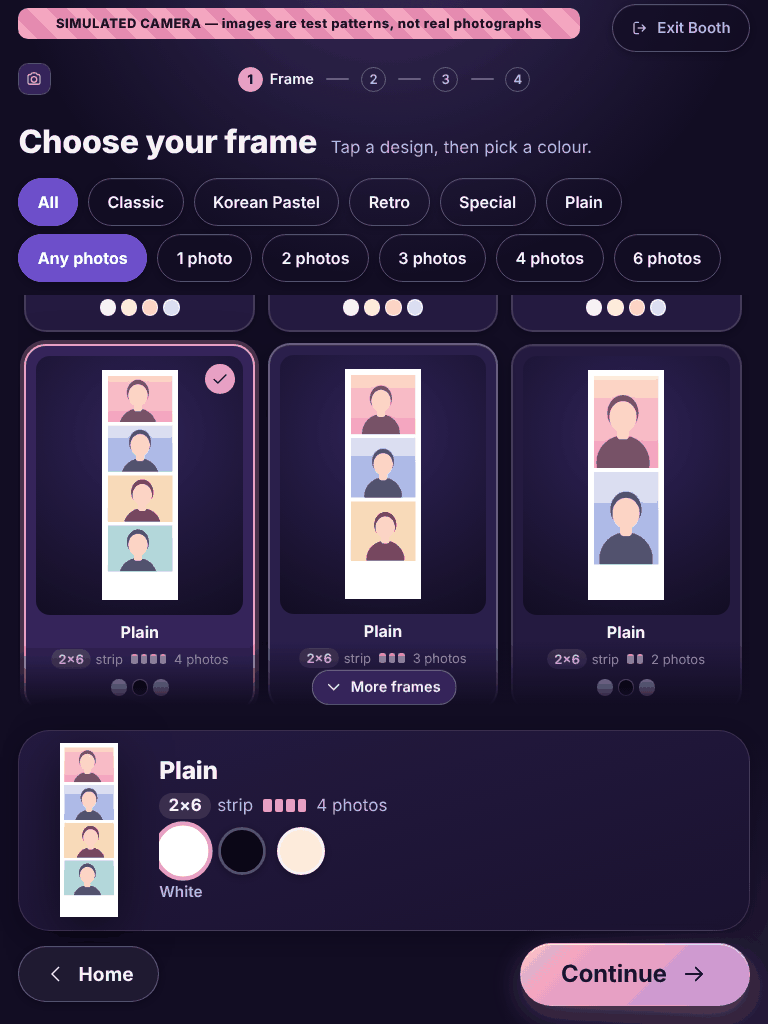 SIMULATED CAMERA — images are test patterns, not real photographs
Exit Booth
1 Frame 2 3 4
Choose your frame Tap a design, then pick a colour.
All Classic Korean Pastel Retro Special Plain
Any photos 1 photo 2 photos 3 photos 4 photos 6 photos
Plain Plain Plain
2×6 strip 4 photos 2×6 strip 3 photos 2×6 strip 2 photos
More frames
Plain
2×6 strip 4 photos
White
Home Continue